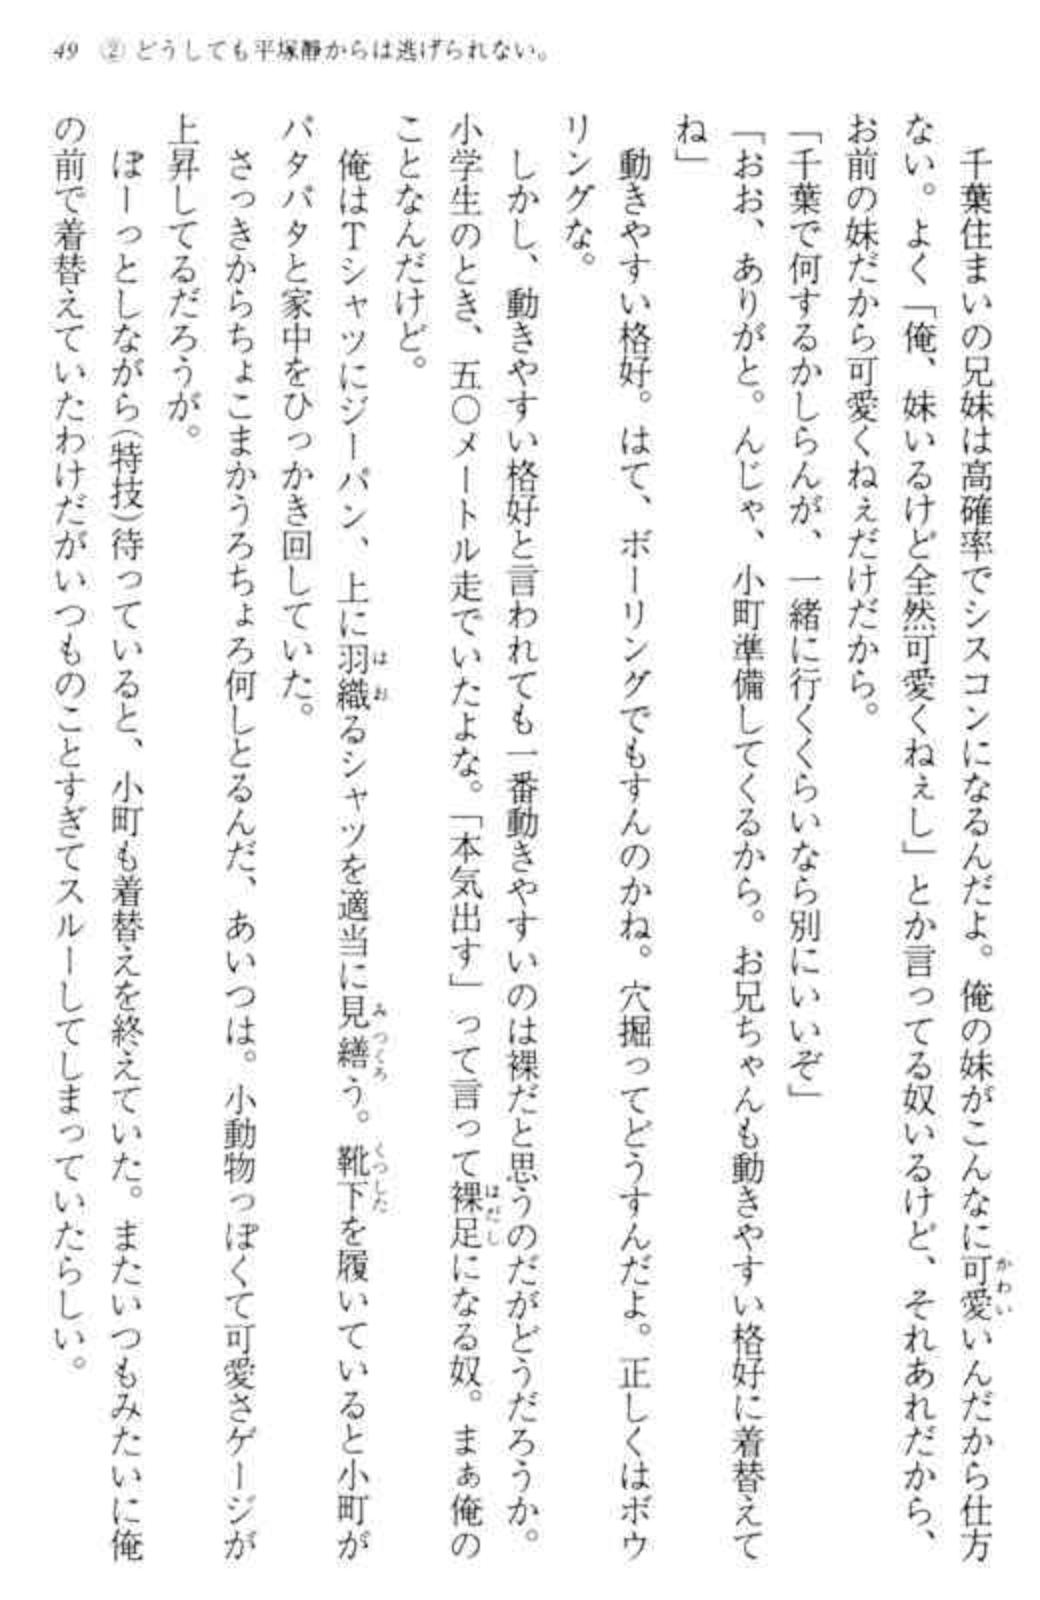 49　②　どうしても平塚静からは逃げられない。
　千葉住まいの兄妹は高確率でシスコンになるんだよ。俺の妹がこんなに可愛いんだから仕方
ない。よく「俺、妹いるけど全然可愛くねぇし」とか言ってる奴いるけど、それあれだから、
お前の妹だから可愛くねぇだけだから。
「千葉で何するかしらんが、一緒に行くくらいなら別にいいぞ」
「おお、ありがと。んじゃ、小町準備してくるから。お兄ちゃんも動きやすい格好に着替えて
ね」
　動きやすい格好。はて、ボーリングでもすんのかね。穴掘ってどうすんだよ。正しくはボウ
リングな。
　しかし、動きやすい格好と言われても一番動きやすいのは裸だと思うのだがどうだろうか。
小学生のとき、五〇メートル走でいたよな。「本気出す」って言って裸足になる奴。まぁ俺の
ことなんだけど。
　俺はTシャツにジーパン、上に羽織るシャツを適当に見繕う。靴下を履いていると小町が
パタパタと家中をひっかき回していた。
　さっきからちょこまかうろちょろ何しとるんだ、あいつは。小動物っぽくて可愛さゲージが
上昇してるだろうが。
　ぼーっとしながら(特技)待っていると、小町も着替えを終えていた。またいつもみたいに俺
の前で着替えていたわけだがいつものことすぎてスルーしてしまっていたらしい。